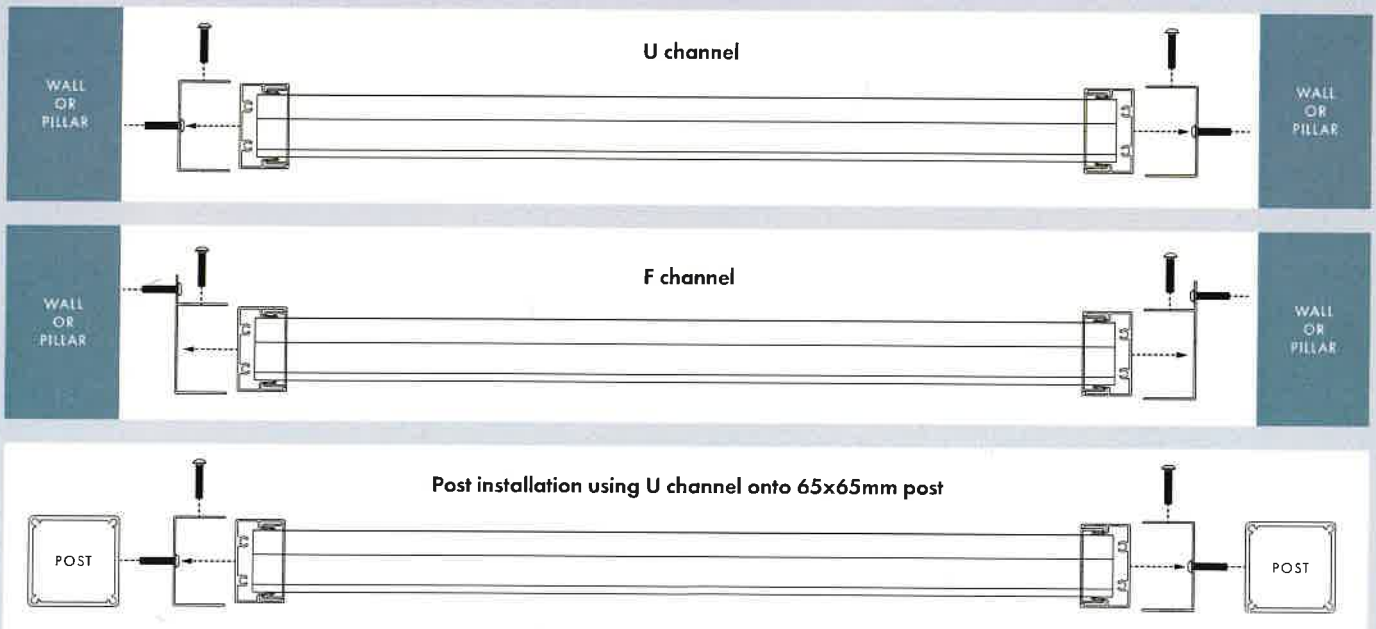 U channel
WALL
OR
PILLAR
WALL
OR
PILLAR
F channel
WALL
OR
PILLAR
WALL
OR
PILLAR
Post installation using U channel onto 65x65mm post
POST
POST